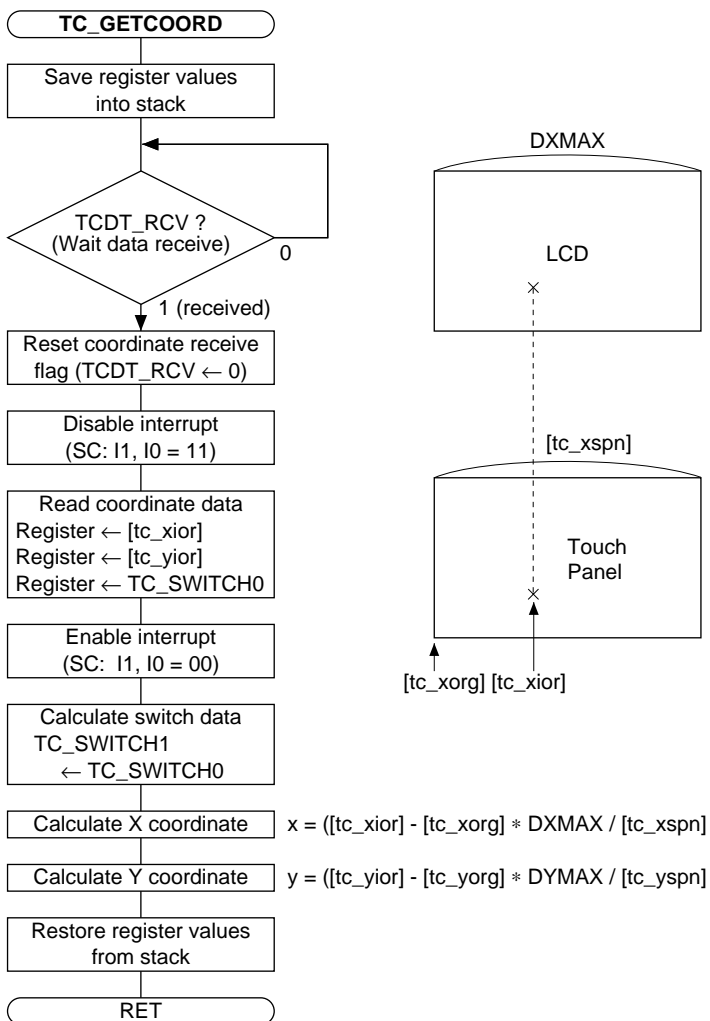 TC_GETCOORD
Save register values
into stack
TCDT_RCV ?
(Wait data receive)
0
1 (received)
Reset coordinate receive
flag (TCDT_RCV ← 0)
Disable interrupt
(SC: I1, I0 = 11)
Read coordinate data
Register ← [tc_xior]
Register ← [tc_yior]
Register ← TC_SWITCH0
Enable interrupt
(SC: I1, I0 = 00)
Calculate switch data
TC_SWITCH1
← TC_SWITCH0
Calculate X coordinate
x = ([tc_xior] - [tc_xorg] ∗ DXMAX / [tc_xspn]
Calculate Y coordinate
y = ([tc_yior] - [tc_yorg] ∗ DYMAX / [tc_yspn]
Restore register values
from stack
RET
DXMAX
LCD
[tc_xspn]
Touch
Panel
[tc_xorg] [tc_xior]